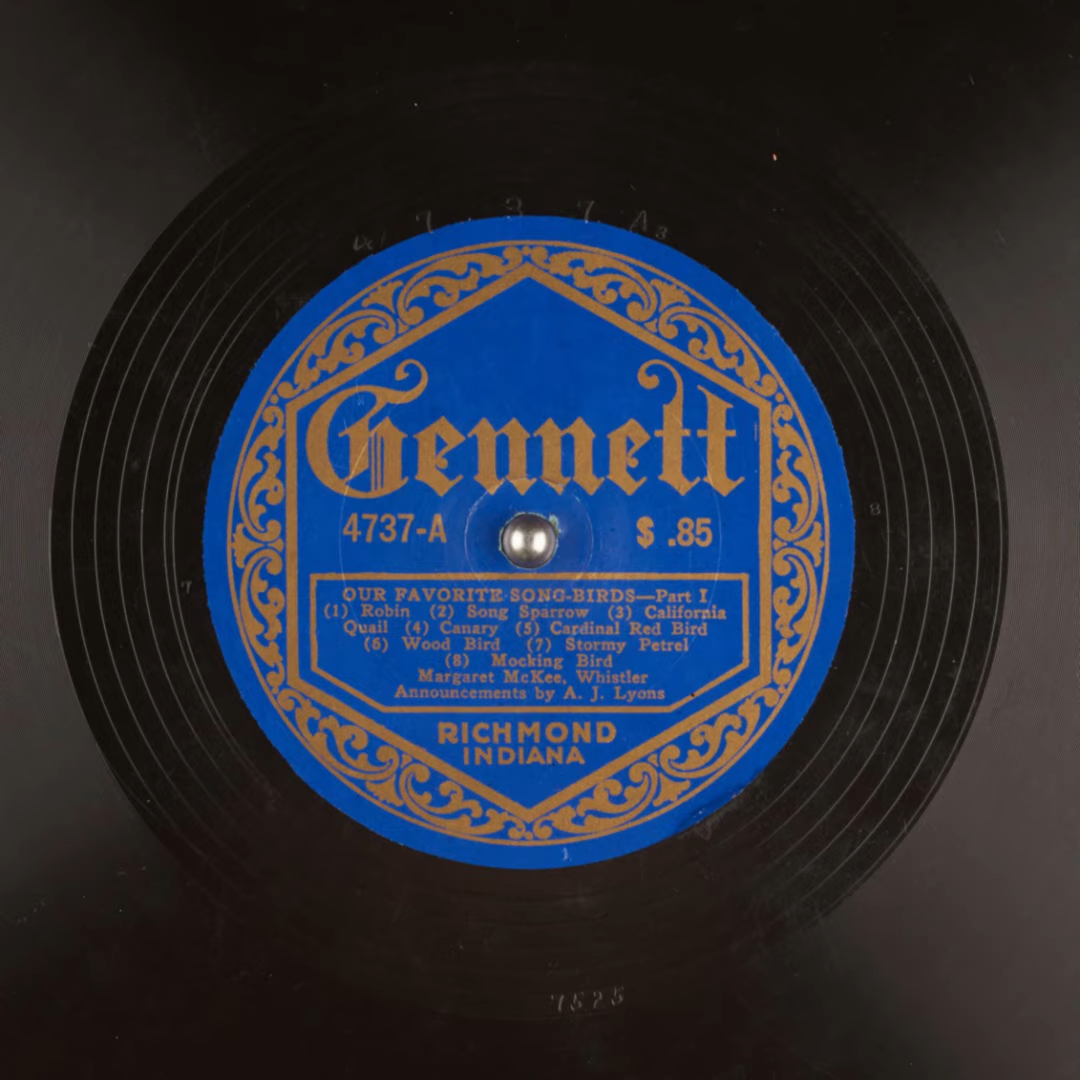 Gennett
4737-A $ .85
OUR FAVORITE SONG-BIRDS—Part I
(1) Robin (2) Song Sparrow (3) California
Quail (4) Canary (5) Cardinal Red Bird
(6) Wood Bird (7) Stormy Petrel
(8) Mocking Bird
Margaret McKee, Whistler
Announcements by A. J. Lyons
RICHMOND
INDIANA
7525